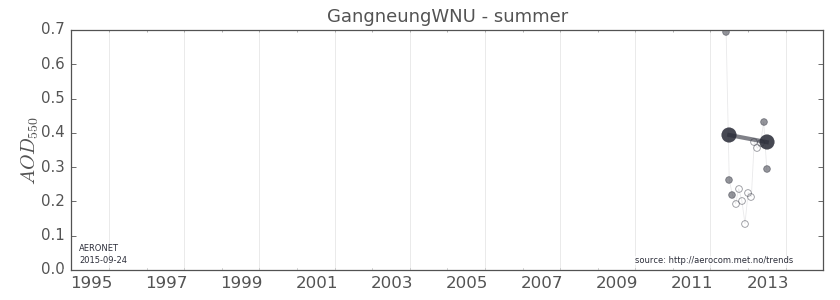 GangneungWNU - summer
0.7
0.6
0.5
0.4
0.3
0.2
0.1
0.0
AOD550
AERONET
2015-09-24
source: http://aerocom.met.no/trends
1995 1997 1999 2001 2003 2005 2007 2009 2011 2013